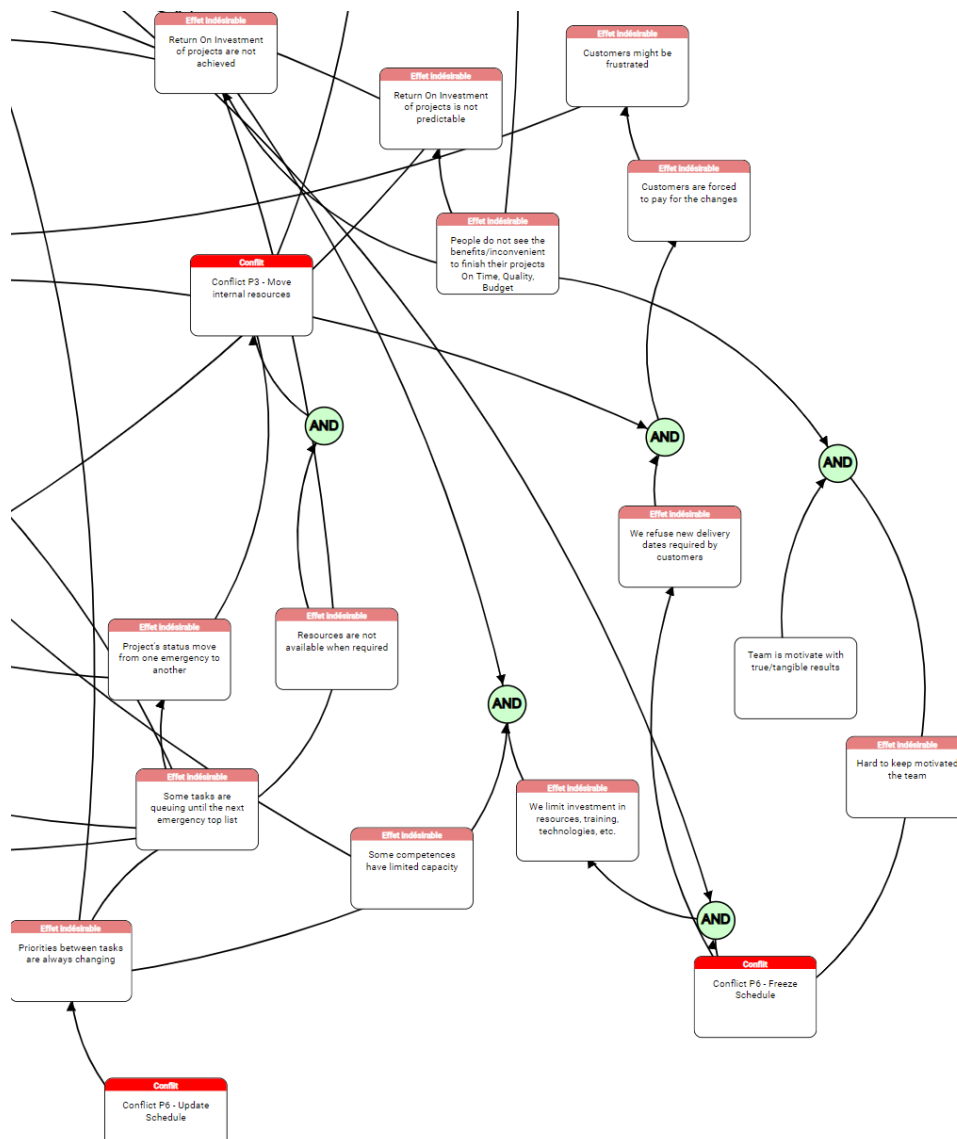 Effet Indésirable
Return On Investment
of projects are not
achieved
Effet Indésirable
Customers might be
frustrated
Effet Indésirable
Return On Investment
of projects is not
predictable
Effet Indésirable
Customers are forced
to pay for the changes
Effet Indésirable
People do not see the
benefits/inconvenient
to finish their projects
On Time, Quality,
Budget
Conflit
Conflict P3 - Move
internal resources
AND
AND
AND
Effet Indésirable
We refuse new delivery
dates required by
customers
Effet Indésirable
Project's status move
from one emergency to
another
Effet Indésirable
Resources are not
available when required
Team is motivate with
true/tangible results
AND
Effet Indésirable
Hard to keep motivated
the team
Effet Indésirable
Some tasks are
queuing until the next
emergency top list
Effet Indésirable
We limit investment in
resources, training,
technologies, etc.
Effet Indésirable
Some competences
have limited capacity
AND
Effet Indésirable
Priorities between tasks
are always changing
Conflit
Conflict P6 - Freeze
Schedule
Conflit
Conflict P6 - Update
Schedule